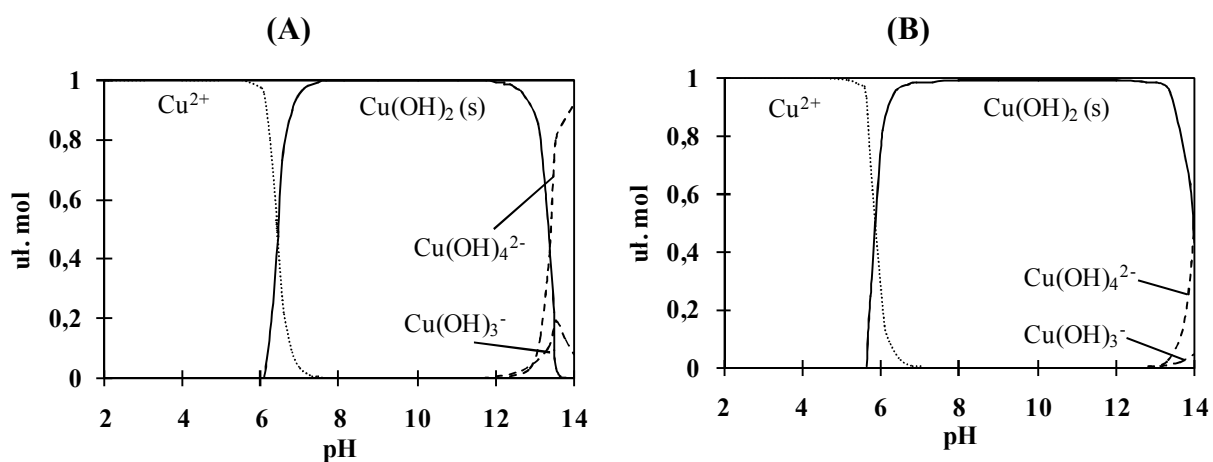 (A)
1
0,8
0,6
0,4
0,2
0
uł. mol
Cu²⁺
Cu(OH)₂ (s)
Cu(OH)₄²⁻
Cu(OH)₃⁻
2 4 6 8 10 12 14
pH
(B)
1
0,8
0,6
0,4
0,2
0
uł. mol
Cu²⁺
Cu(OH)₂ (s)
Cu(OH)₄²⁻
Cu(OH)₃⁻
2 4 6 8 10 12 14
pH